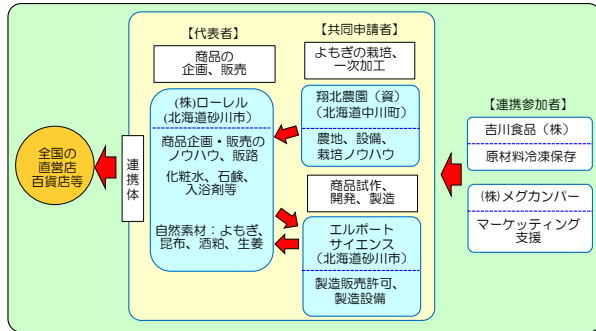 【代表者】
商品の
企画、販売
(株)ローレル
(北海道砂川市)
商品企画・販売の
ノウハウ、販路
化粧水、石鹸、
入浴剤等
自然素材：よもぎ、
昆布、酒粕、生姜
【共同申請者】
よもぎの栽培、
一次加工
翔北農園（資）
(北海道中川町)
農地、設備、
栽培ノウハウ
商品試作、
開発、製造
エルポート
サイエンス
(北海道砂川市)
製造販売許可、
製造設備
【連携参加者】
吉川食品（株）
原材料冷凍保存
(株)メグカンパー
マーケッティング
支援
連携体
全国の
直営店
百貨店等